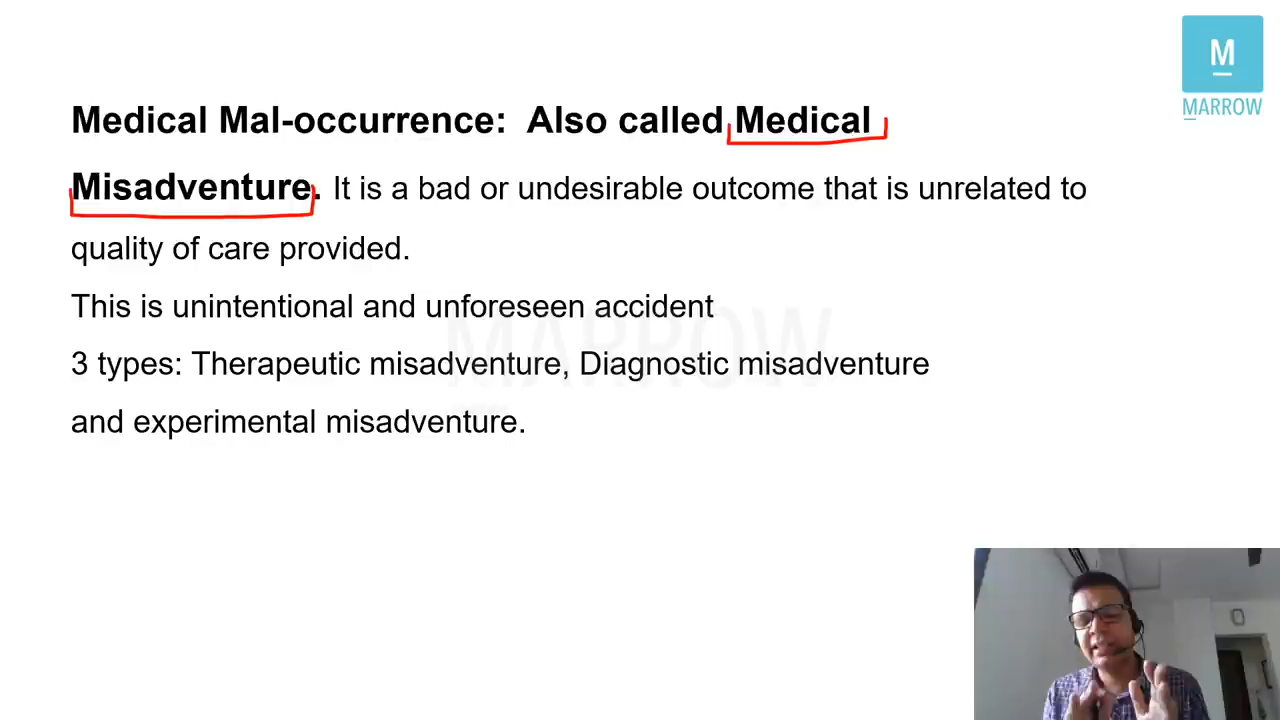 M
MARROW
Medical Mal-occurrence: Also called Medical
Misadventure. It is a bad or undesirable outcome that is unrelated to
quality of care provided.
This is unintentional and unforeseen accident
MARROW
3 types: Therapeutic misadventure, Diagnostic misadventure
and experimental misadventure.